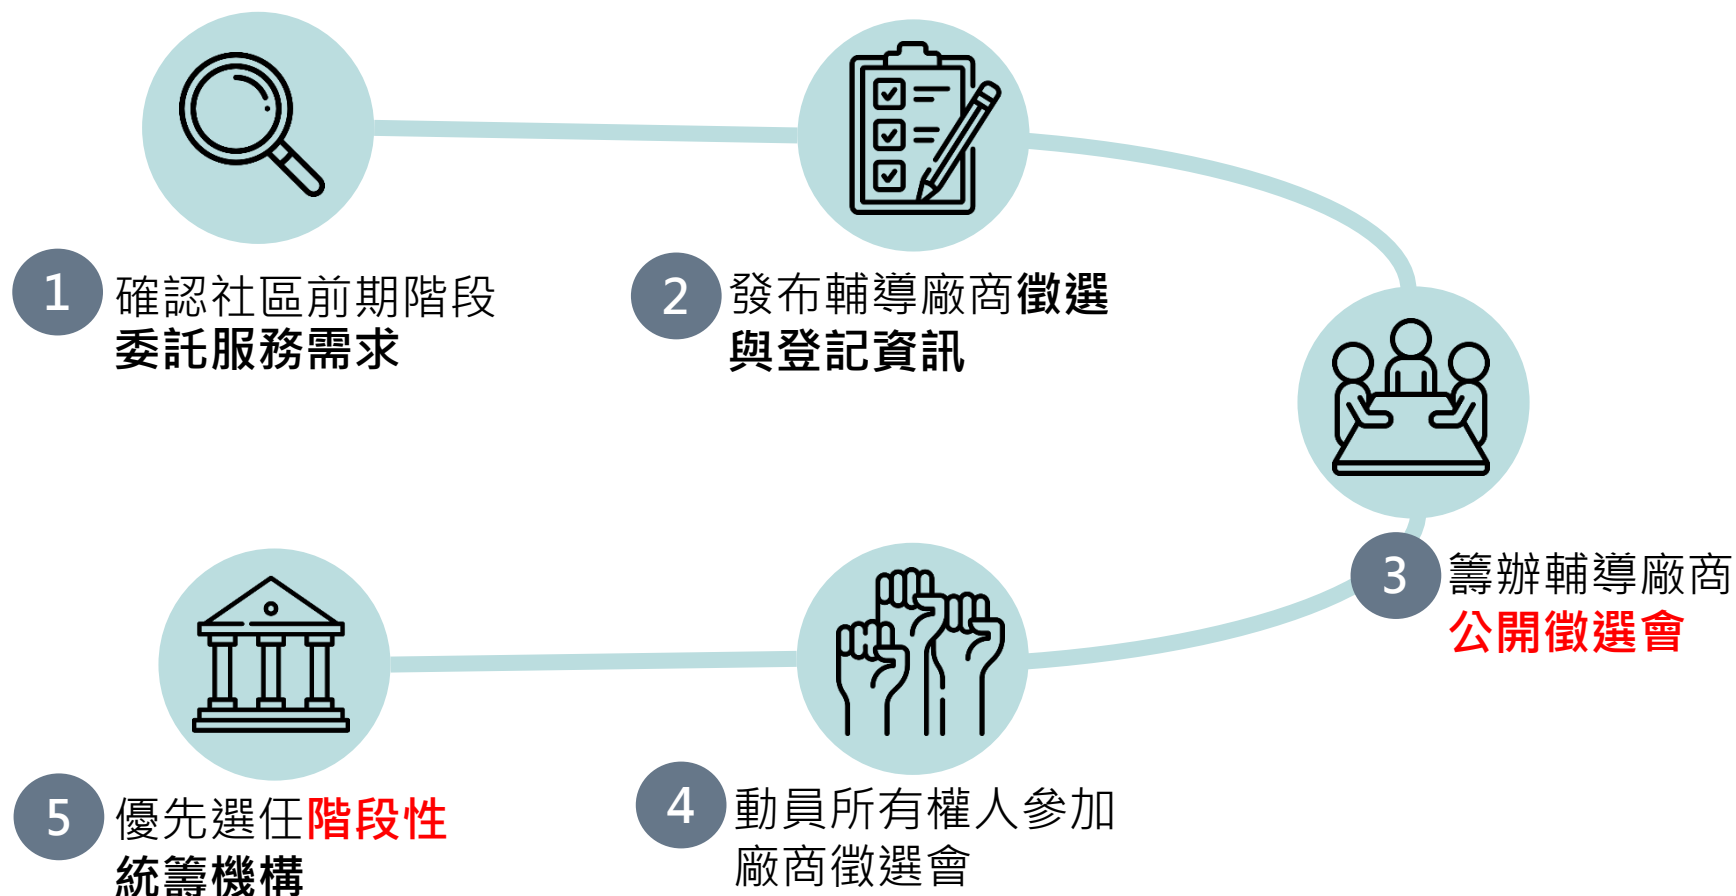 1
確認社區前期階段
委託服務需求
2
發布輔導廠商徵選
與登記資訊
3
籌辦輔導廠商
公開徵選會
4
動員所有權人參加
廠商徵選會
5
優先選任階段性
統籌機構